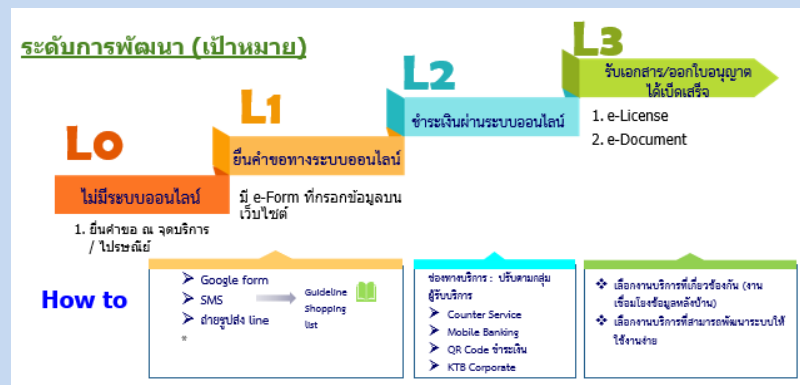 ระดับการพัฒนา (เป้าหมาย)
L0
ไม่มีระบบออนไลน์
1. ยื่นคำขอ ณ จุดบริการ
/ ไปรษณีย์
L1
ยื่นคำขอทางระบบออนไลน์
มี e-Form ที่กรอกข้อมูลบน
เว็บไซต์
L2
ชำระเงินผ่านระบบออนไลน์
L3
รับเอกสาร/ออกใบอนุญาต
ได้เบ็ดเสร็จ
1. e-License
2. e-Document
How to
➢ Google form
➢ SMS
➢ ถ่ายรูปส่ง line
*
Guideline
Shopping
list
ช่องทางบริการ : ปรับตามกลุ่ม
ผู้รับบริการ
➢ Counter Service
➢ Mobile Banking
➢ QR Code ชำระเงิน
➢ KTB Corporate
❖ เลือกงานบริการที่เกี่ยวข้องกัน (งาน
เชื่อมโยงข้อมูลหลังบ้าน)
❖ เลือกงานบริการที่สามารถพัฒนาระบบให้
ใช้งานง่าย